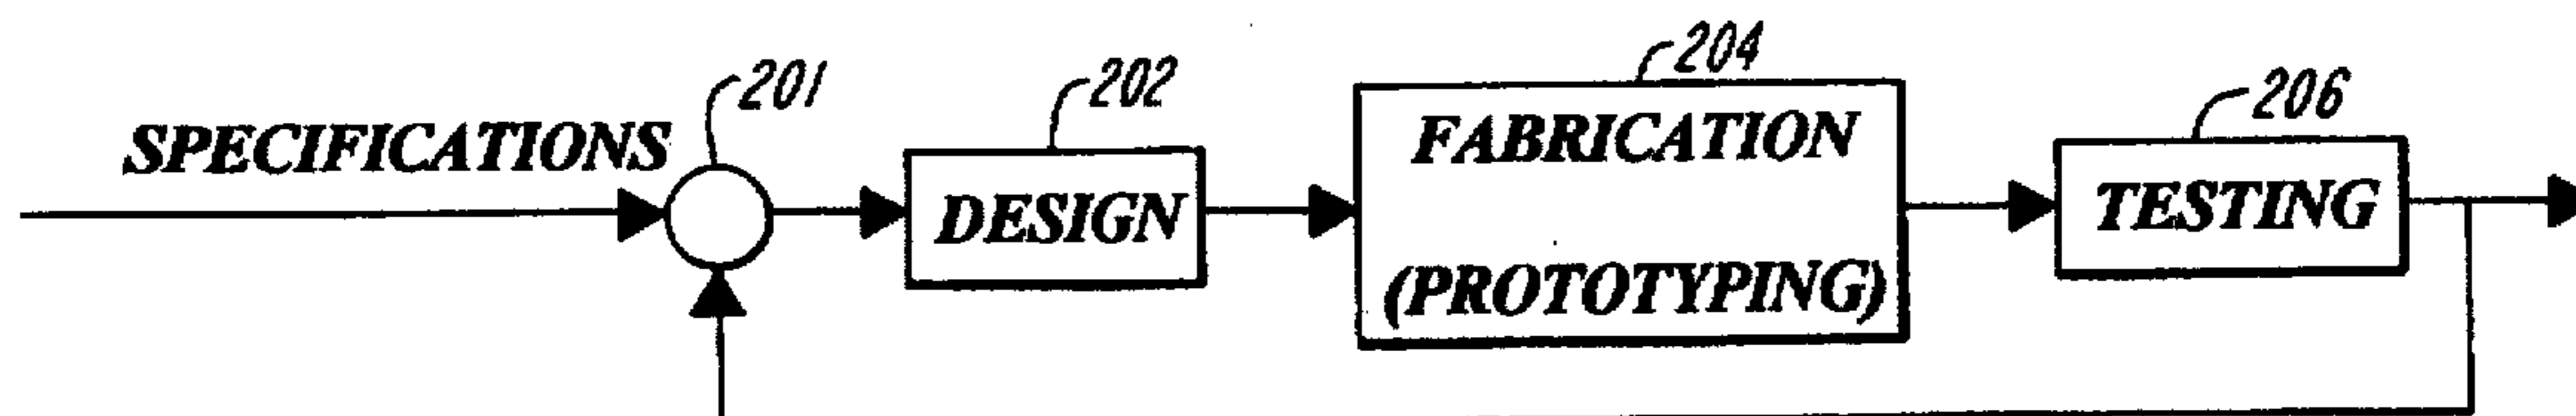 201
202
204
206
SPECIFICATIONS
DESIGN
FABRICATION
(PROTOTYPING)
TESTING